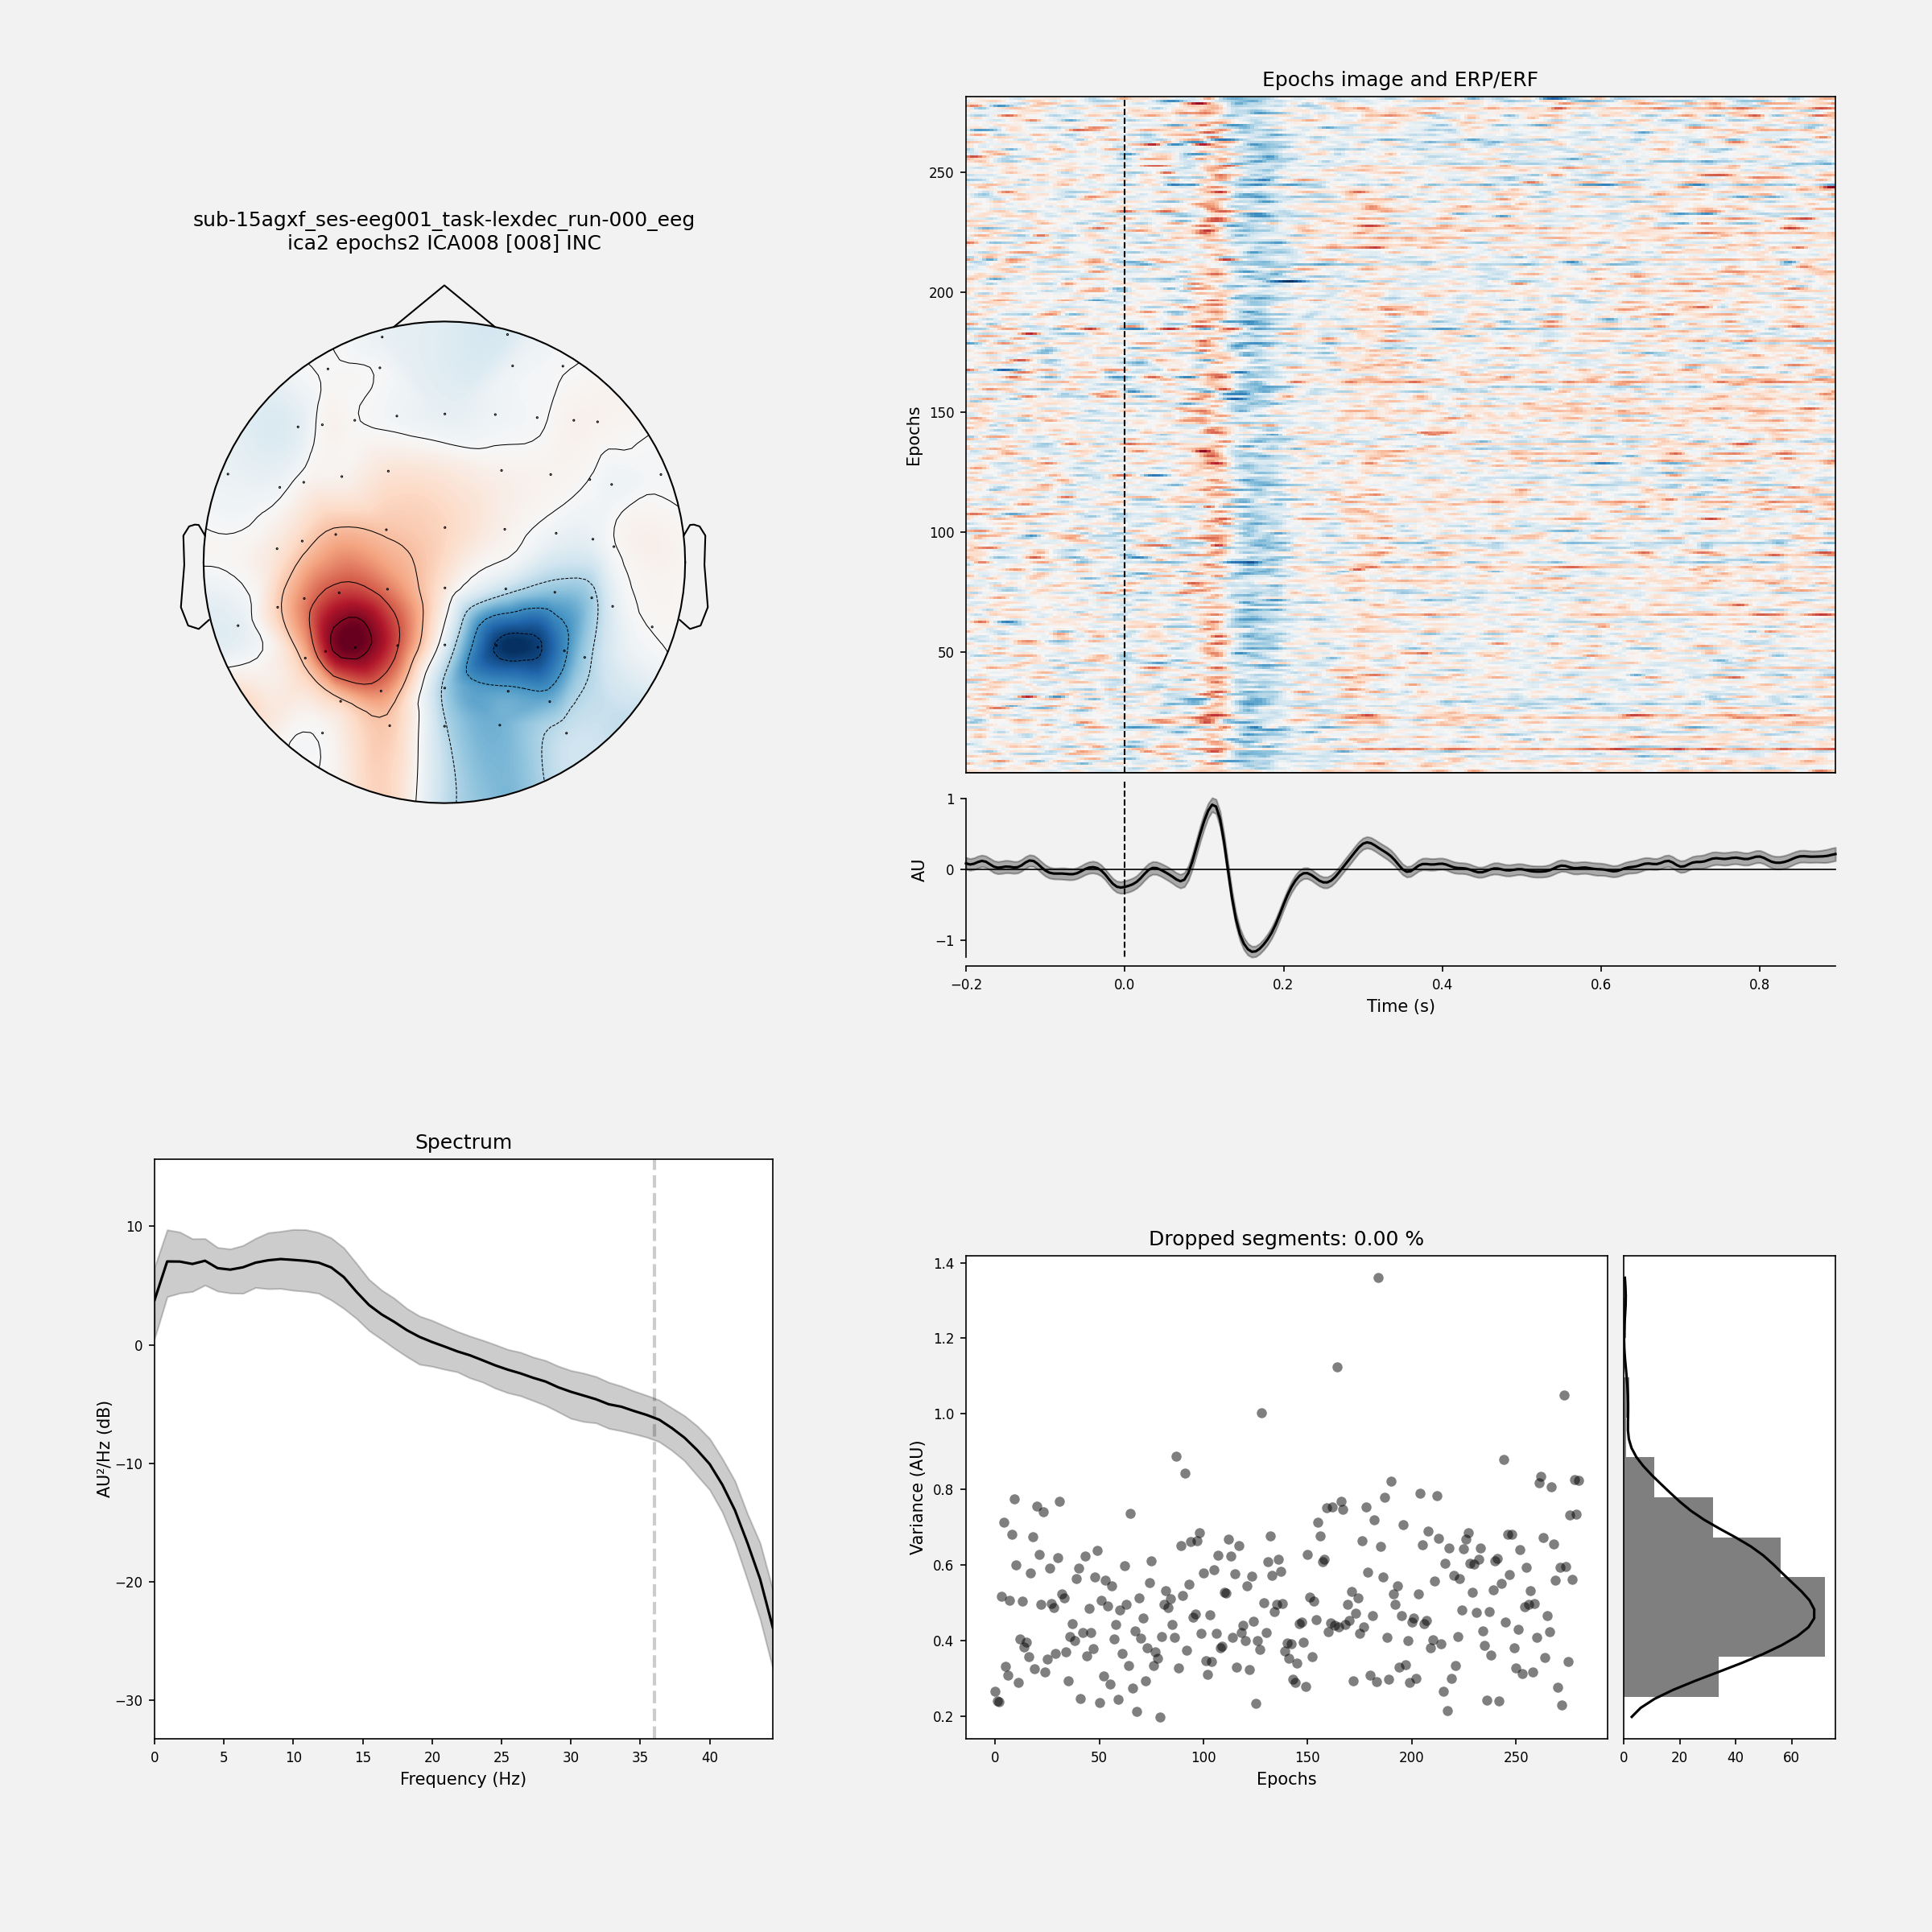 sub-15agxf_ses-eeg001_task-lexdec_run-000_eeg
ica2 epochs2 ICA008 [008] INC
Epochs image and ERP/ERF
Epochs
250
200
150
100
50
AU
1
0
−1
−0.2 0.0 0.2 0.4 0.6 0.8
Time (s)
Spectrum
AU²/Hz (dB)
10
0
−10
−20
−30
0 5 10 15 20 25 30 35 40
Frequency (Hz)
Dropped segments: 0.00 %
Variance (AU)
1.4
1.2
1.0
0.8
0.6
0.4
0.2
0 50 100 150 200 250
Epochs
0 20 40 60